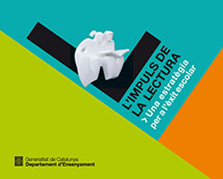 L'IMPULS DE
LA LECTURA
> Una estratègia
per a l'èxit escolar
Generalitat de Catalunya
Departament d'Ensenyament